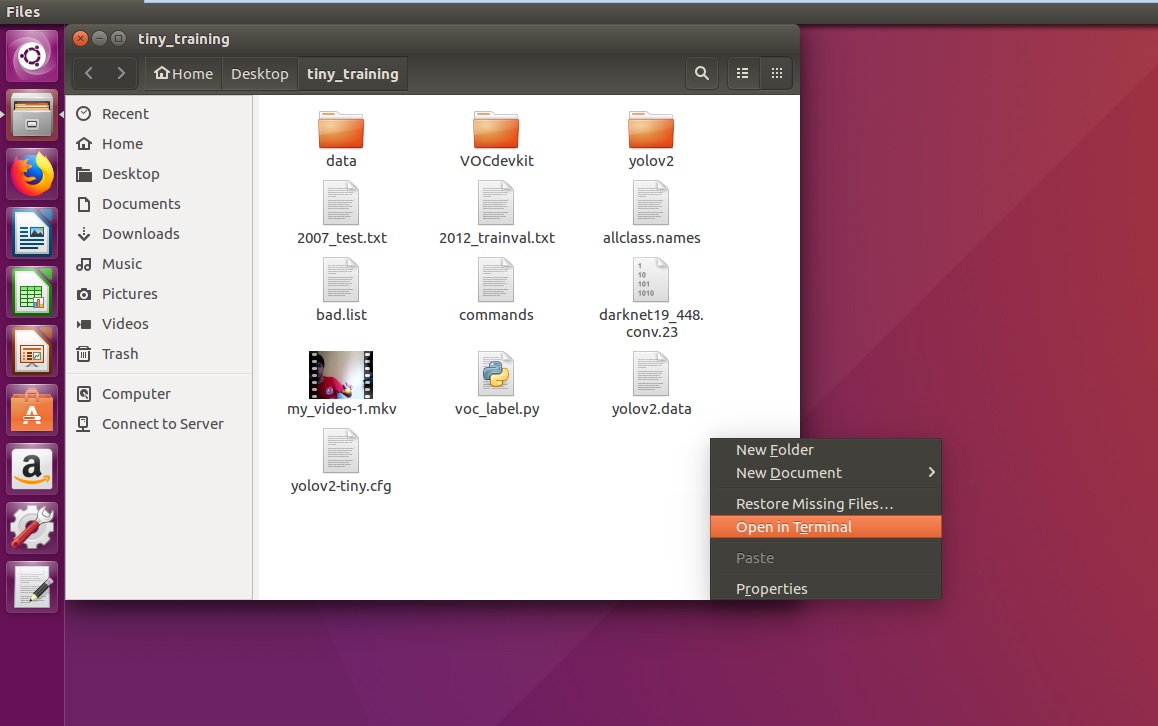 Files
tiny_training
Home Desktop tiny_training
Recent
Home
Desktop
Documents
Downloads
Music
Pictures
Videos
Trash
Computer
Connect to Server
data VOCdevkit yolov2
2007_test.txt 2012_trainval.txt allclass.names
1
10
101
1010
bad.list commands darknet19_448.
conv.23
my_video-1.mkv voc_label.py yolov2.data
yolov2-tiny.cfg
New Folder
New Document
Restore Missing Files…
Open in Terminal
Paste
Properties
A
a